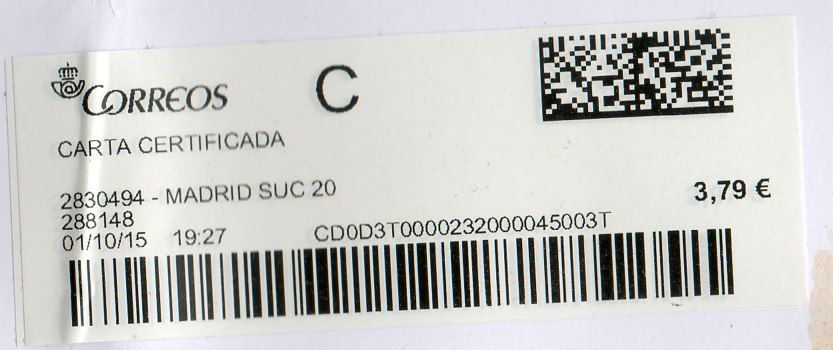 CORREOS
C
CARTA CERTIFICADA
2830494 - MADRID SUC 20
3,79 €
288148
01/10/15 19:27 CD0D3T0000232000045003T